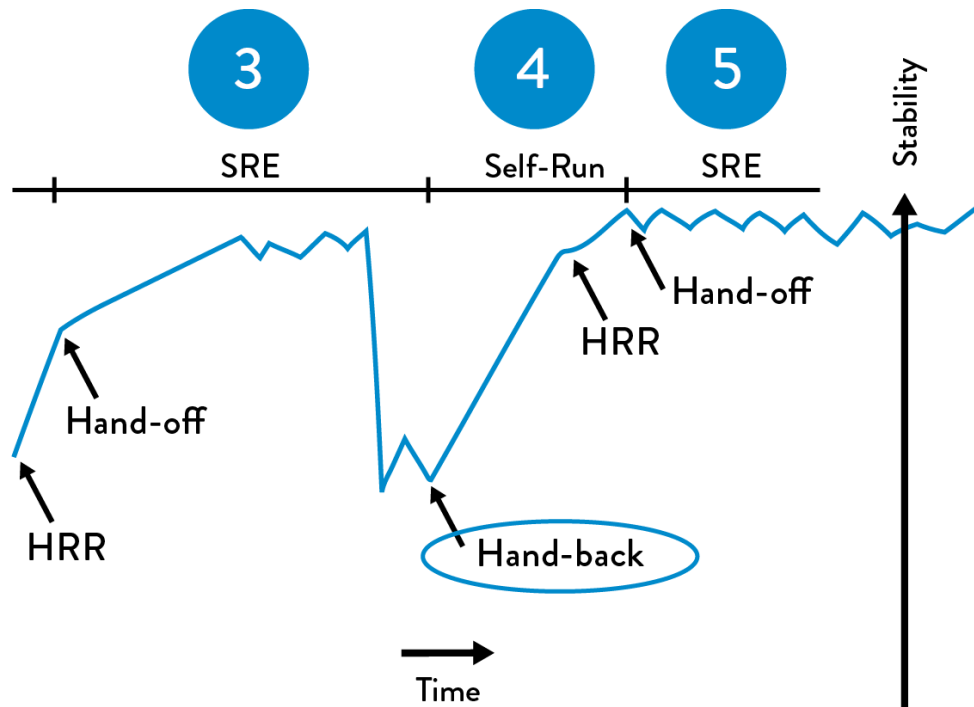 3
4
5
SRE
Self-Run
SRE
Stability
Hand-off
HRR
Hand-off
HRR
Hand-back
Time